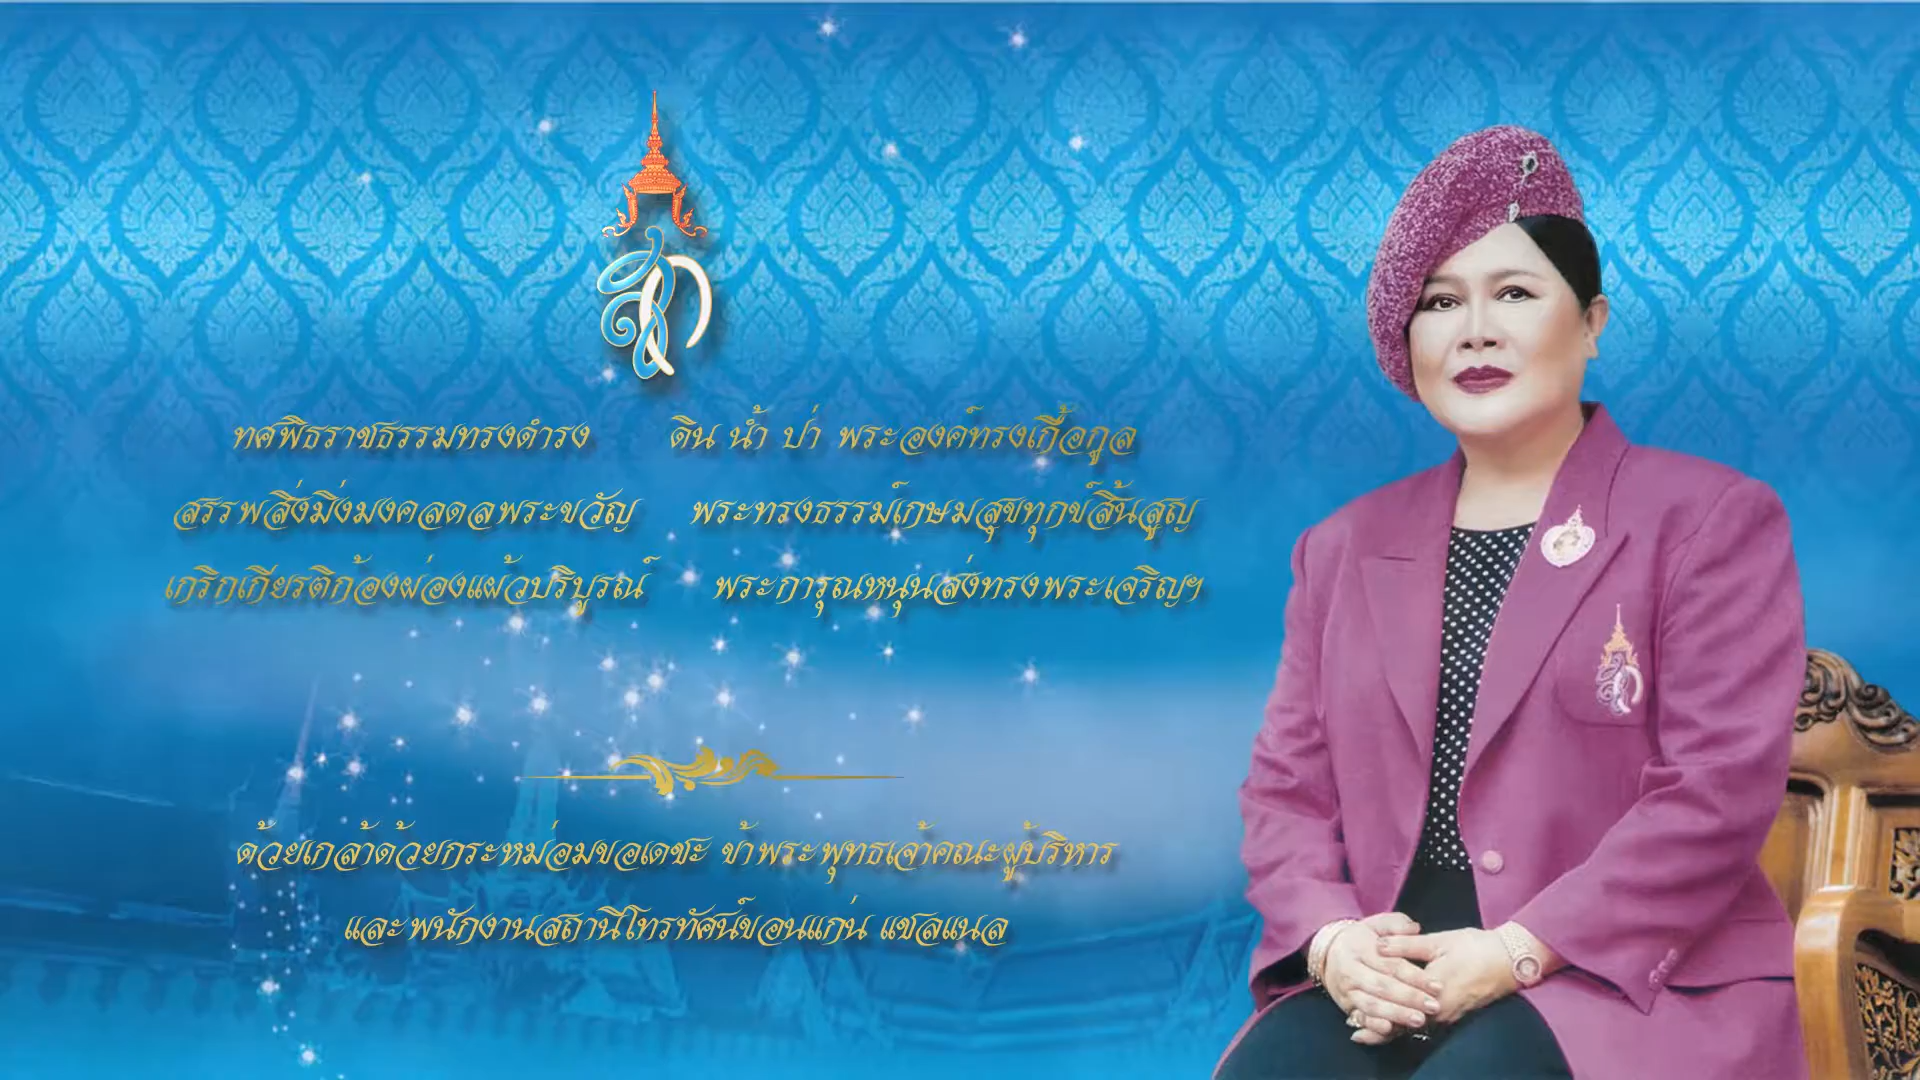 ทศพิธราชธรรมทรงดำรง ดิน น้ำ ป่า พระองค์ทรงเกื้อกูล
สรรพสิ่งมิ่งมงคลดลพระขวัญ พระทรงธรรม์เกษมสุขทุกข์สิ้นสูญ
เกริกเกียรติก้องผ่องแผ้วบริบูรณ์ พระการุณหนุนส่งทรงพระเจริญฯ
ด้วยเกล้าด้วยกระหม่อมขอเดชะ ข้าพระพุทธเจ้าคณะผู้บริหาร
และพนักงานสถานีโทรทัศน์ขอนแก่น แชลแนล